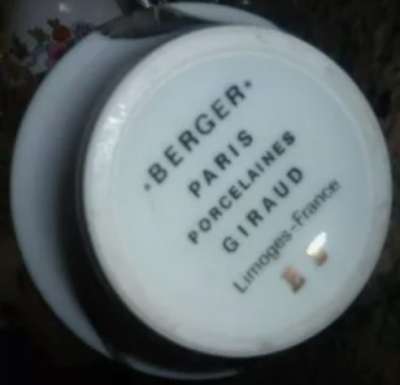 *BERGER*
PARIS
PORCELAINES
GIRAUD
Limoges-France